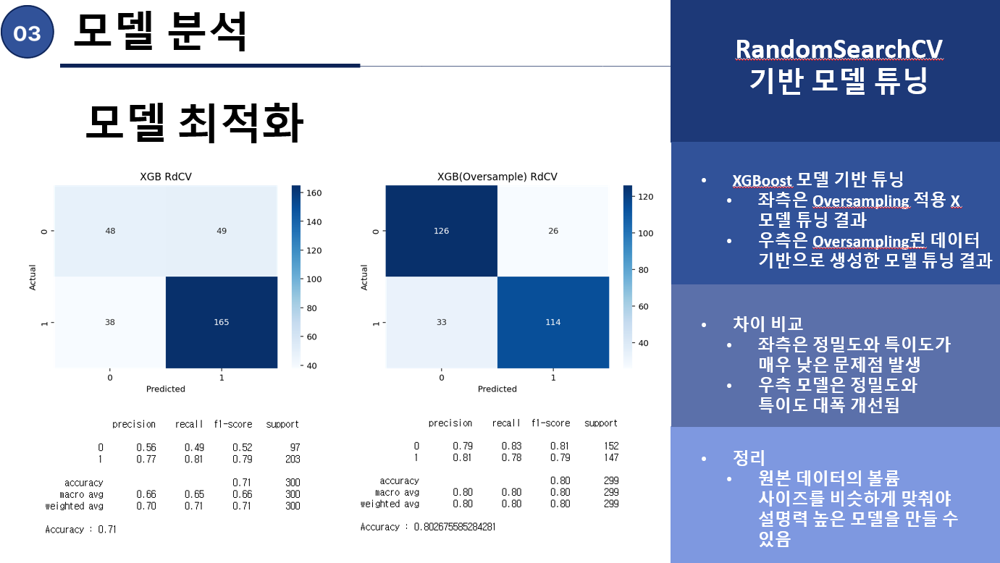 03 모델 분석
모델 최적화
XGB RdCV
Actual
0
1
48 49
38 165
0 1
Predicted
160
140
120
100
80
60
40
precision recall f1-score support
0 0.56 0.49 0.52 97
1 0.77 0.81 0.79 203
accuracy 0.71 300
macro avg 0.66 0.65 0.66 300
weighted avg 0.70 0.71 0.71 300
Accuracy : 0.71
XGB(Oversample) RdCV
Actual
0
1
126 26
33 114
0 1
Predicted
120
100
80
60
40
precision recall f1-score support
0 0.79 0.83 0.81 152
1 0.81 0.78 0.79 147
accuracy 0.80 299
macro avg 0.80 0.80 0.80 299
weighted avg 0.80 0.80 0.80 299
Accuracy : 0.802675585284281
RandomSearchCV
기반 모델 튜닝
• XGBoost 모델 기반 튜닝
• 좌측은 Oversampling 적용 X
모델 튜닝 결과
• 우측은 Oversampling된 데이터
기반으로 생성한 모델 튜닝 결과
• 차이 비교
• 좌측은 정밀도와 특이도가
매우 낮은 문제점 발생
• 우측 모델은 정밀도와
특이도 대폭 개선됨
• 정리
• 원본 데이터의 볼륨
사이즈를 비슷하게 맞춰야
설명력 높은 모델을 만들 수
있음